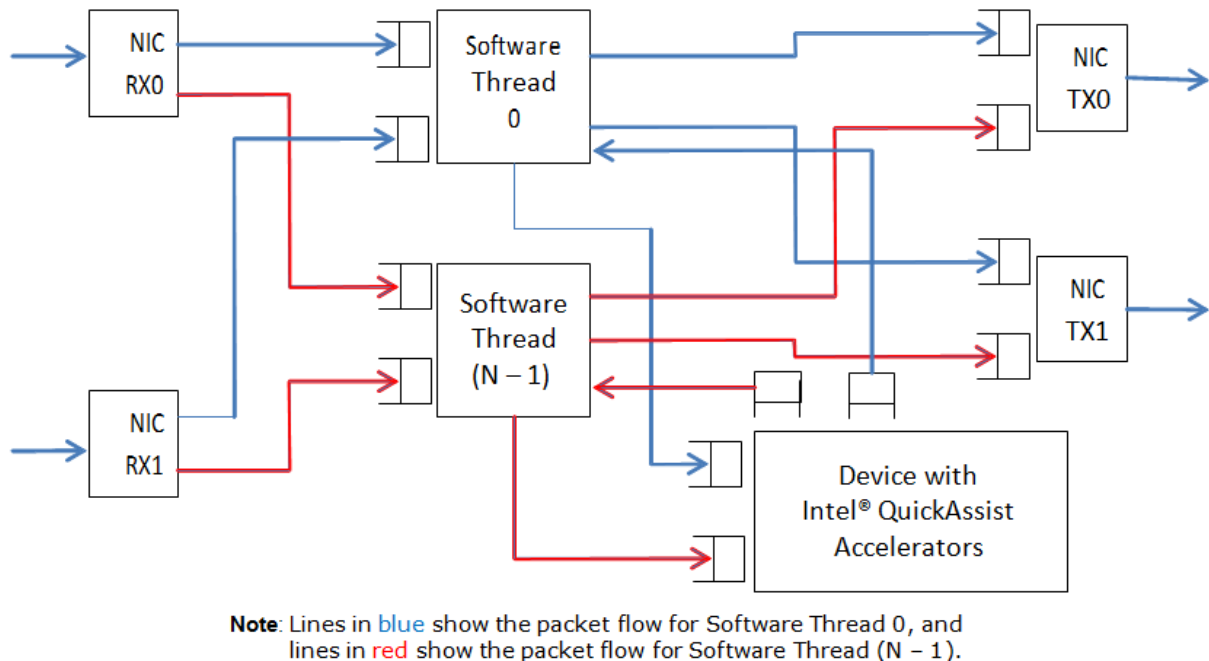 NIC
RX0
Software
Thread
0
NIC
TX0
Software
Thread
(N – 1)
NIC
TX1
NIC
RX1
Device with
Intel® QuickAssist
Accelerators
Note: Lines in blue show the packet flow for Software Thread 0, and
lines in red show the packet flow for Software Thread (N – 1).